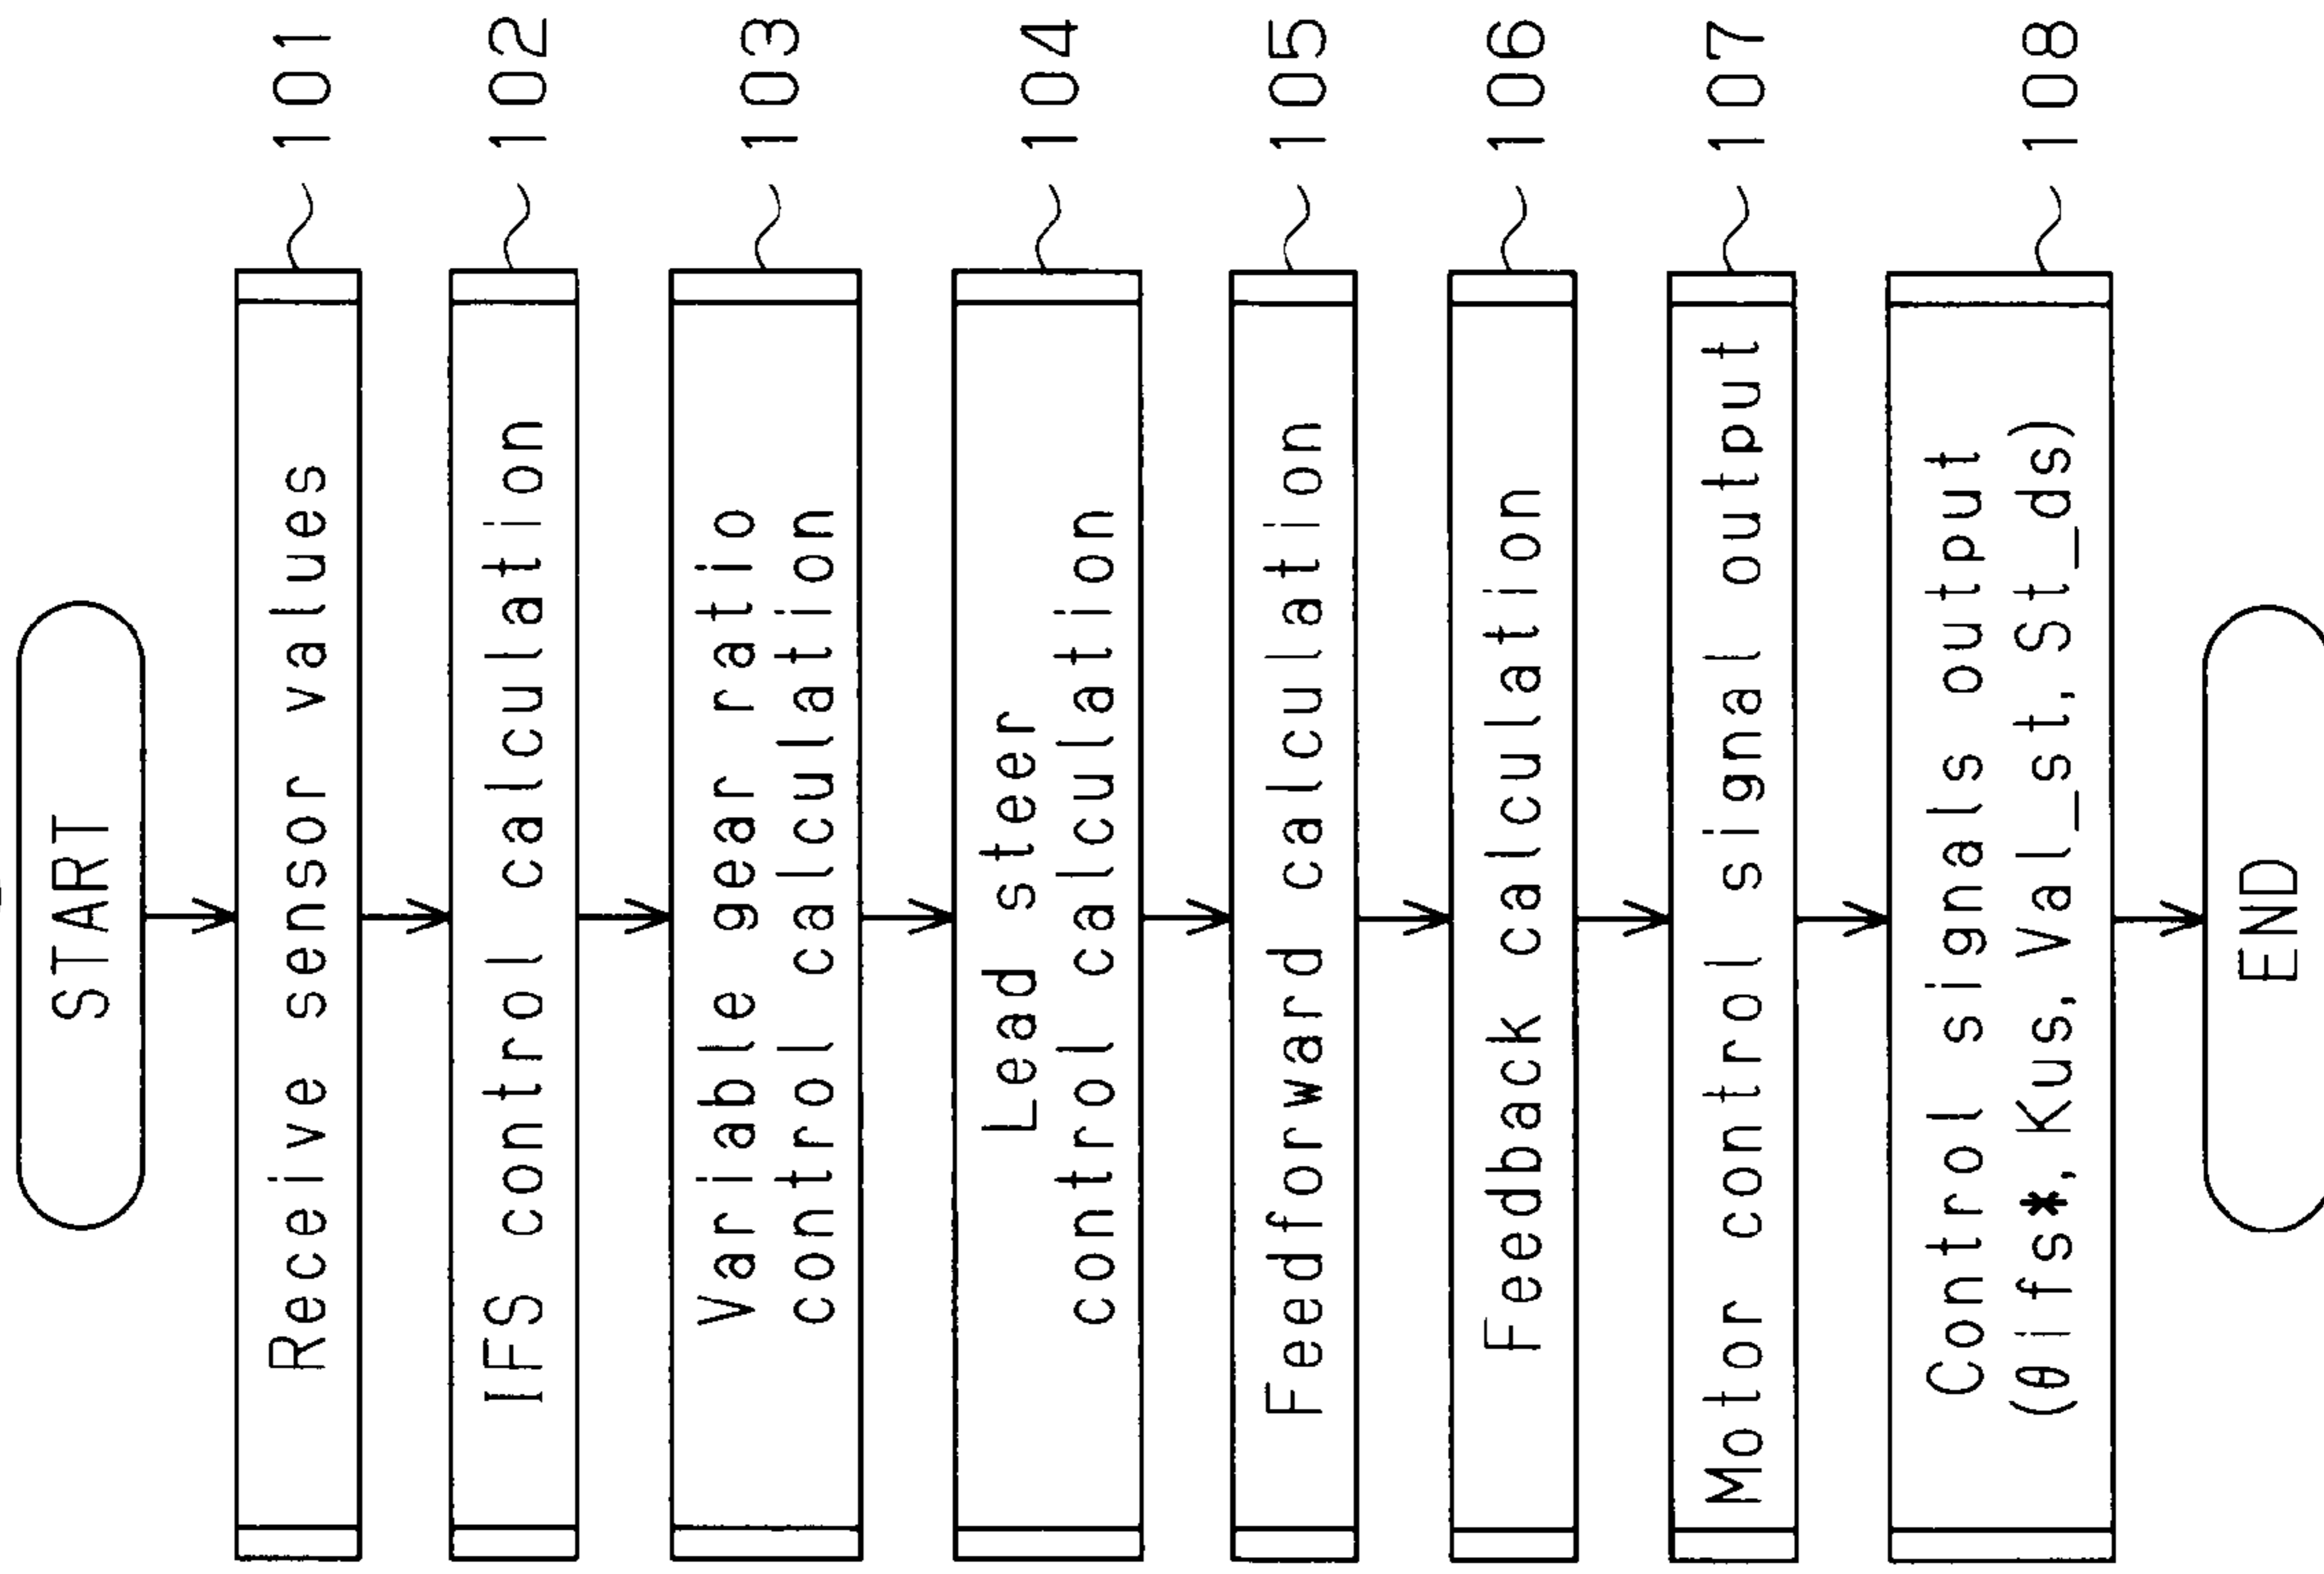 START
Receive sensor values
101
IFS control calculation
102
Variable gear ratio
control calculation
103
Lead steer
control calculation
104
Feedforward calculation
105
Feedback calculation
106
Motor control signal output
107
Control signals output
(θifs*, Kus, Val_st, St_ds)
108
END